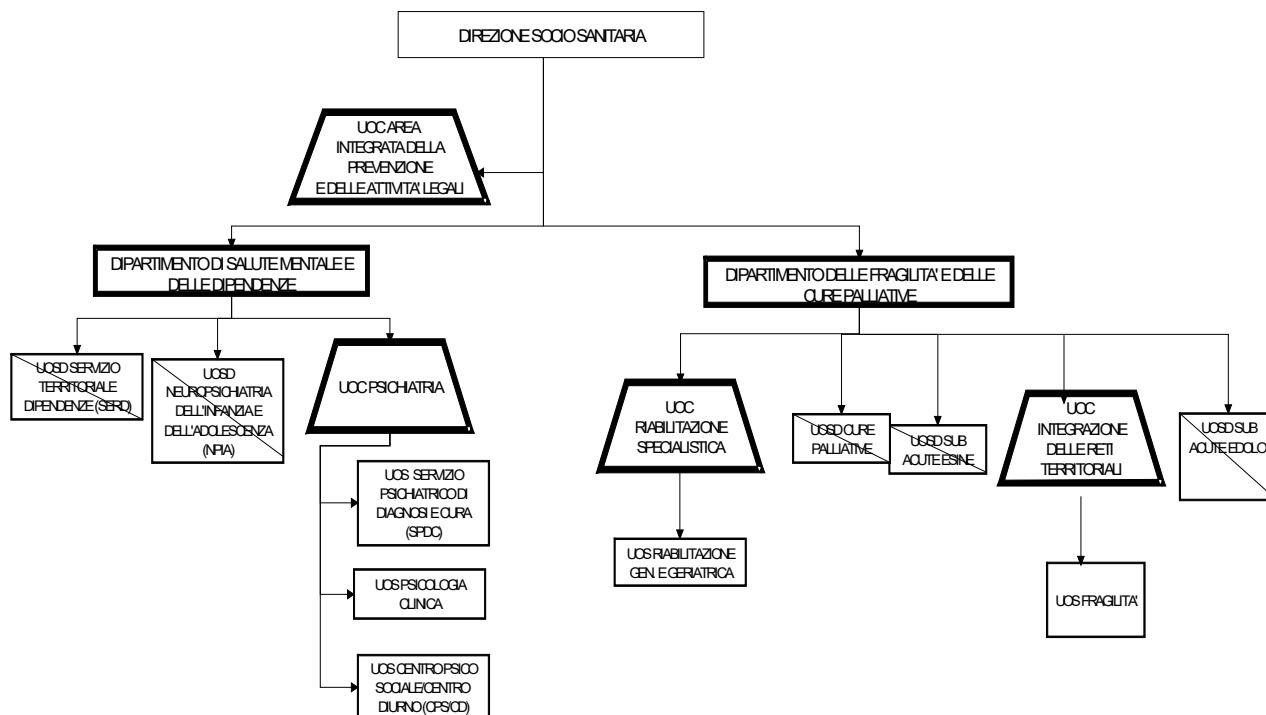 DIREZIONE SOCIO SANITARIA
UOC AREA
INTEGRATA DELLA
PREVENZIONE
E DELLE ATTIVITA' LEGALI
DIPARTIMENTO DI SALUTE MENTALE E
DELLE DIPENDENZE
DIPARTIMENTO DELLE FRAGILITA' E DELLE
CURE PALLIATIVE
UOSD SERVIZIO
TERRITORIALE
DIPENDENZE (SERD)
UOSD
NEUROPSICHIATRIA
DELL'INFANZIA E
DELL'ADOLESCENZA
(NPIA)
UOC PSICHIATRIA
UOS SERVIZIO
PSICHIATRICO DI
DIAGNOSI E CURA
(SPDC)
UOS PSICOLOGIA
CLINICA
UOS CENTRO PSICO
SOCIALE/CENTRO
DIURNO (CPS/CD)
UOC
RIABILITAZIONE
SPECIALISTICA
UOS RIABILITAZIONE
GEN. E GERIATRICA
UOSD CURE
PALLIATIVE
UOSD SUB
ACUTE ESINE
UOC
INTEGRAZIONE
DELLE RETI
TERRITORIALI
UOS FRAGILITA'
UOSD SUB
ACUTE EDOLO